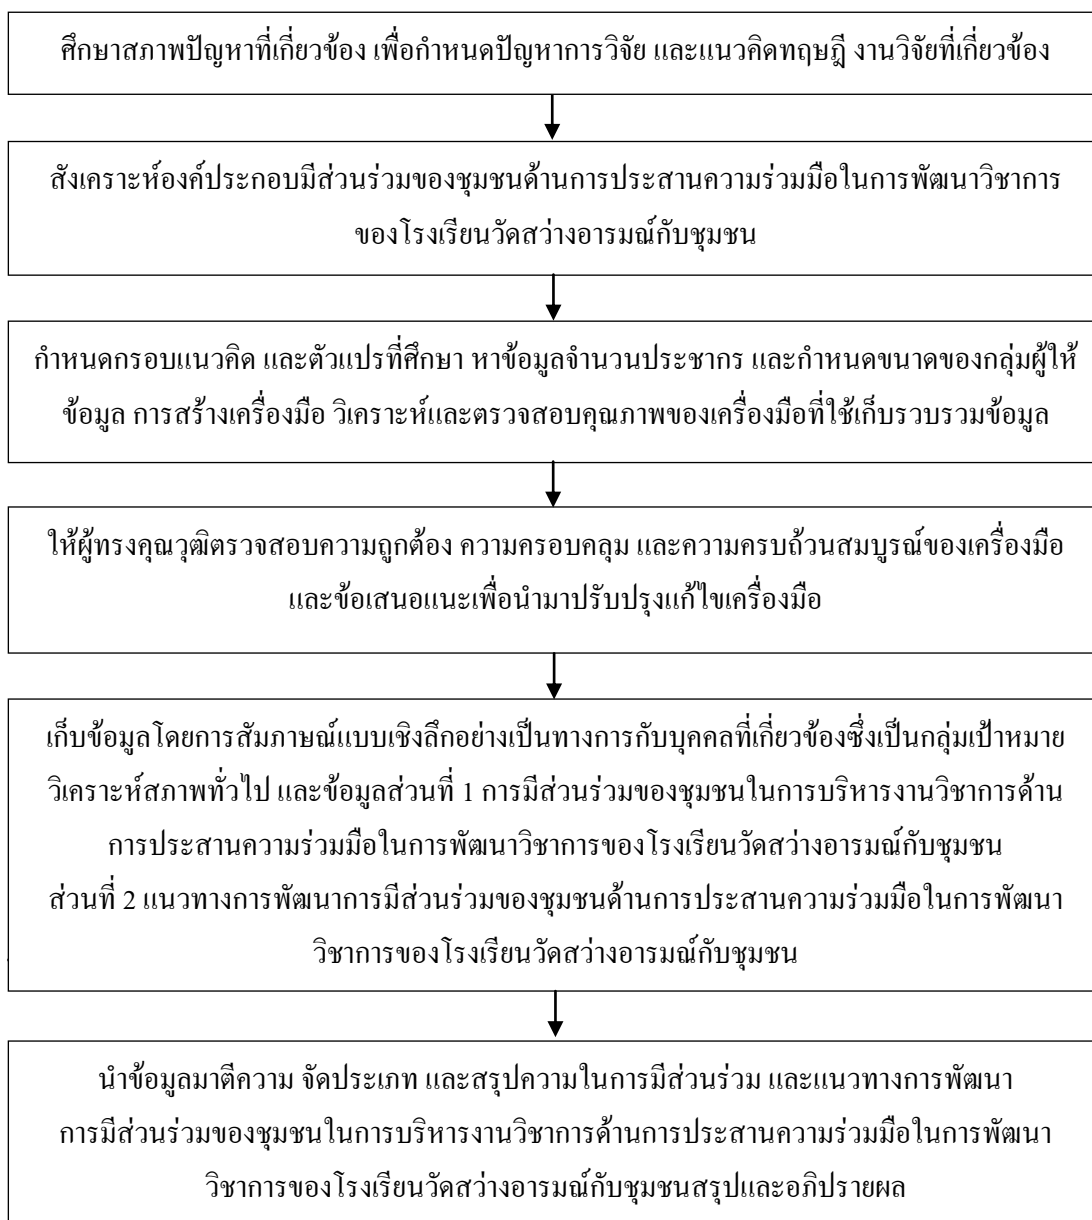 ศึกษาสภาพปัญหาที่เกี่ยวข้อง เพื่อกำหนดปัญหาการวิจัย และแนวคิดทฤษฎี งานวิจัยที่เกี่ยวข้อง
สังเคราะห์องค์ประกอบมีส่วนร่วมของชุมชนด้านการประสานความร่วมมือในการพัฒนาวิชาการ
ของโรงเรียนวัดสว่างอารมณ์กับชุมชน
กำหนดกรอบแนวคิด และตัวแปรที่ศึกษา หาข้อมูลจำนวนประชากร และกำหนดขนาดของกลุ่มผู้ให้
ข้อมูล การสร้างเครื่องมือ วิเคราะห์และตรวจสอบคุณภาพของเครื่องมือที่ใช้เก็บรวบรวมข้อมูล
ให้ผู้ทรงคุณวุฒิตรวจสอบความถูกต้อง ความครอบคลุม และความครบถ้วนสมบูรณ์ของเครื่องมือ
และข้อเสนอแนะเพื่อนำมาปรับปรุงแก้ไขเครื่องมือ
เก็บข้อมูลโดยการสัมภาษณ์แบบเชิงลึกอย่างเป็นทางการกับบุคคลที่เกี่ยวข้องซึ่งเป็นกลุ่มเป้าหมาย
วิเคราะห์สภาพทั่วไป และข้อมูลส่วนที่ 1 การมีส่วนร่วมของชุมชนในการบริหารงานวิชาการด้าน
การประสานความร่วมมือในการพัฒนาวิชาการของโรงเรียนวัดสว่างอารมณ์กับชุมชน
ส่วนที่ 2 แนวทางการพัฒนาการมีส่วนร่วมของชุมชนด้านการประสานความร่วมมือในการพัฒนา
วิชาการของโรงเรียนวัดสว่างอารมณ์กับชุมชน
นำข้อมูลมาตีความ จัดประเภท และสรุปความในการมีส่วนร่วม และแนวทางการพัฒนา
การมีส่วนร่วมของชุมชนในการบริหารงานวิชาการด้านการประสานความร่วมมือในการพัฒนา
วิชาการของโรงเรียนวัดสว่างอารมณ์กับชุมชนสรุปและอภิปรายผล